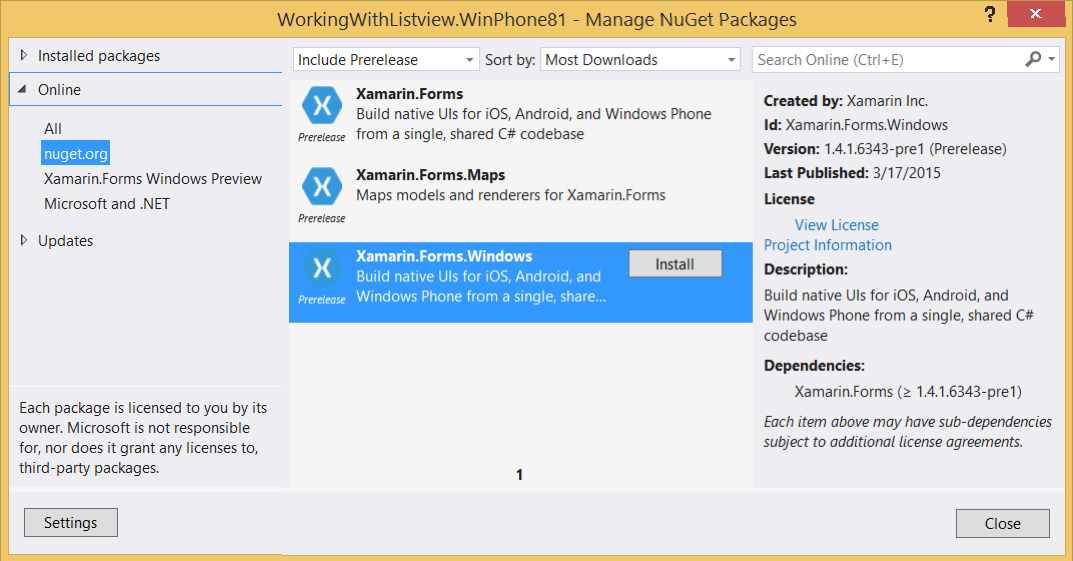 WorkingWithListview.WinPhone81 - Manage NuGet Packages
?
Installed packages
Online
All
nuget.org
Xamarin.Forms Windows Preview
Microsoft and .NET
Updates
Each package is licensed to you by its
owner. Microsoft is not responsible
for, nor does it grant any licenses to,
third-party packages.
Settings
Include Prerelease
Sort by:
Most Downloads
Xamarin.Forms
Build native UIs for iOS, Android, and Windows Phone
from a single, shared C# codebase
Prerelease
Xamarin.Forms.Maps
Maps models and renderers for Xamarin.Forms
Prerelease
Xamarin.Forms.Windows
Build native UIs for iOS, Android, and
Windows Phone from a single, share...
Prerelease
Install
1
Search Online (Ctrl+E)
Created by: Xamarin Inc.
Id: Xamarin.Forms.Windows
Version: 1.4.1.6343-pre1 (Prerelease)
Last Published: 3/17/2015
License
View License
Project Information
Description:
Build native UIs for iOS, Android, and
Windows Phone from a single, shared C#
codebase
Dependencies:
Xamarin.Forms (≥ 1.4.1.6343-pre1)
Each item above may have sub-dependencies
subject to additional license agreements.
Close